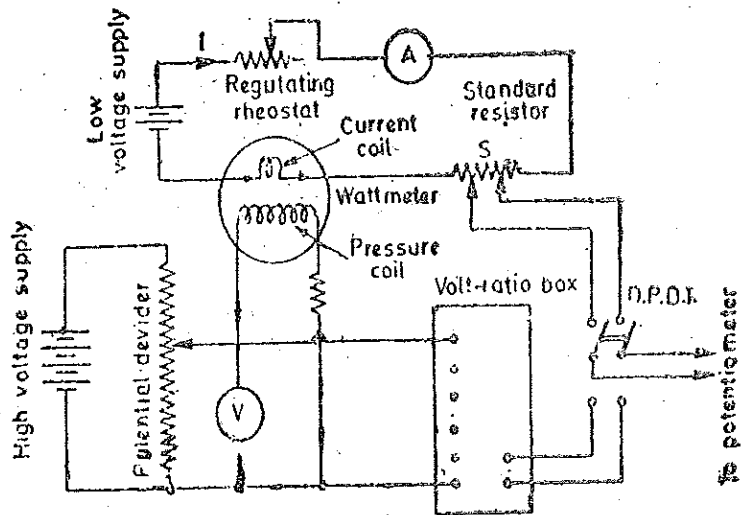 Low
voltage supply
I
Regulating
rheostat
A
Standard
resistor
S
Current
coil
Wattmeter
Pressure
coil
High voltage supply
Potential devider
V
Volt-ratio box
D.P.D.T.
To potentiometer